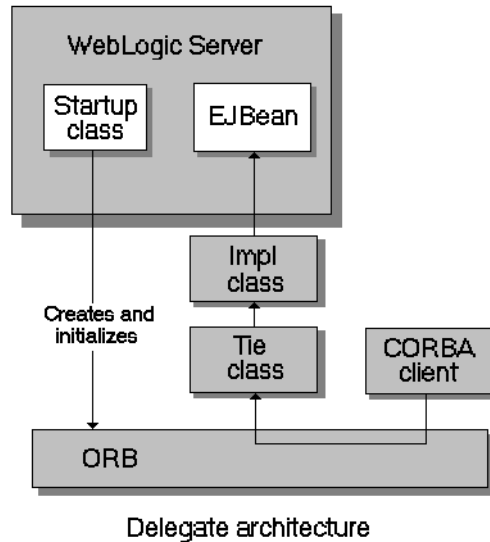 WebLogic Server
Startup
class
EJBean
Impl
class
Creates and
initializes
Tie
class
CORBA
client
ORB
Delegate architecture